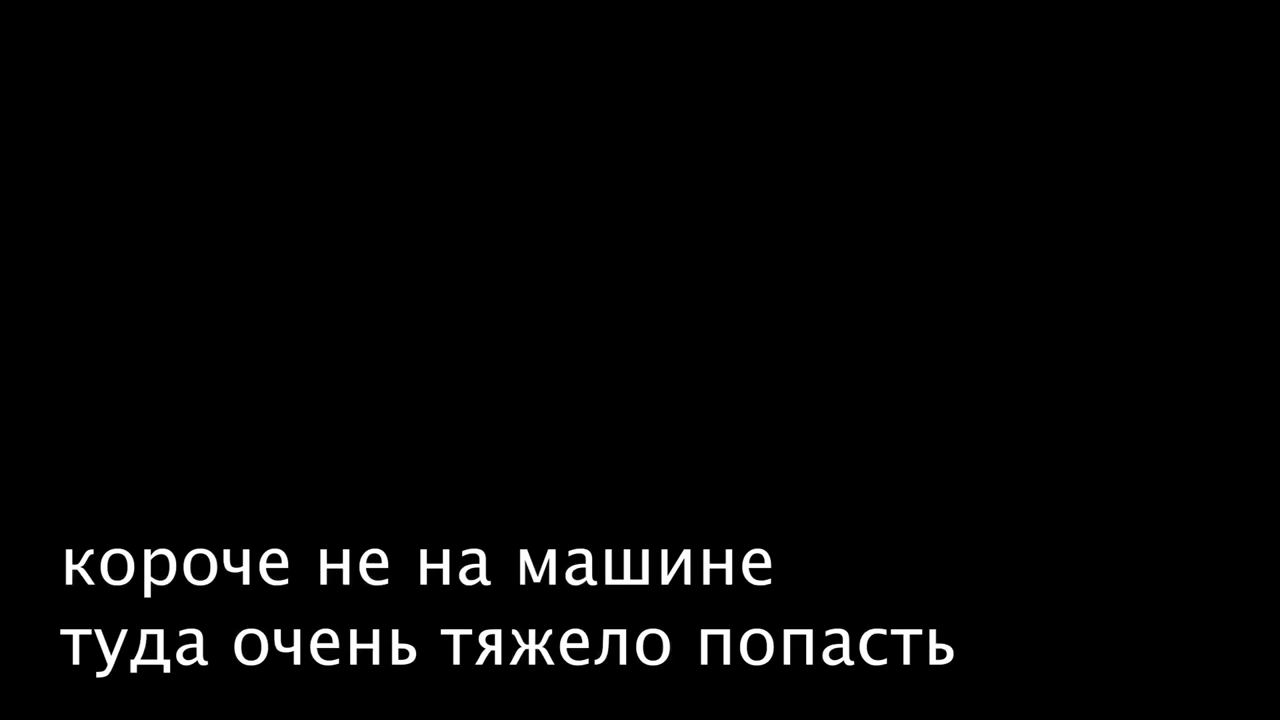 короче не на машине
туда очень тяжело попасть